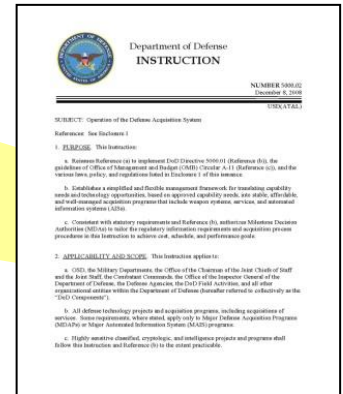 Department of Defense
INSTRUCTION
NUMBER 5000.02
December 8, 2008
USD(AT&L)
SUBJECT: Operation of the Defense Acquisition System
References: See Enclosure 1
1. PURPOSE. This Instruction:
a. Reissues Reference (a) to implement DoD Directive 5000.01 (Reference (b)), the
guidelines of Office of Management and Budget (OMB) Circular A-11 (Reference (c)), and the
various laws, policy, and regulations listed in Enclosure 1 of this issuance.
b. Establishes a simplified and flexible management framework for translating capability
needs and technology opportunities, based on approved capability needs, into stable, affordable,
and well-managed acquisition programs that include weapon systems, services, and automated
information systems (AISs).
c. Consistent with statutory requirements and Reference (b), authorizes Milestone Decision
Authorities (MDAs) to tailor the regulatory information requirements and acquisition process
procedures in this Instruction to achieve cost, schedule, and performance goals.
2. APPLICABILITY AND SCOPE. This Instruction applies to:
a. OSD, the Military Departments, the Office of the Chairman of the Joint Chiefs of Staff
and the Joint Staff, the Combatant Commands, the Office of the Inspector General of the
Department of Defense, the Defense Agencies, the DoD Field Activities, and all other
organizational entities within the Department of Defense (hereafter referred to collectively as the
"DoD Components").
b. All defense technology projects and acquisition programs, including acquisitions of
services. Some requirements, where stated, apply only to Major Defense Acquisition Programs
(MDAPs) or Major Automated Information System (MAIS) programs.
c. Highly sensitive classified, cryptologic, and intelligence projects and programs shall
follow this Instruction and Reference (b) to the extent practicable.